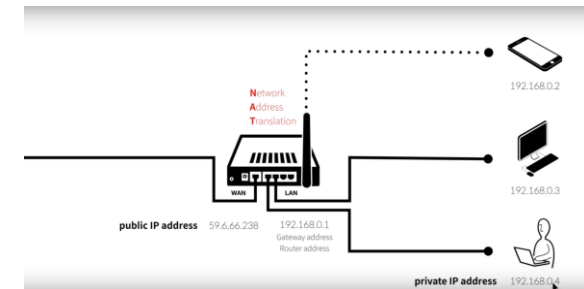 Network
Address
Translation
192.168.0.2
WAN
LAN
192.168.0.3
public IP address 59.6.66.238
192.168.0.1
Gateway address
Router address
private IP address 192.168.0.4